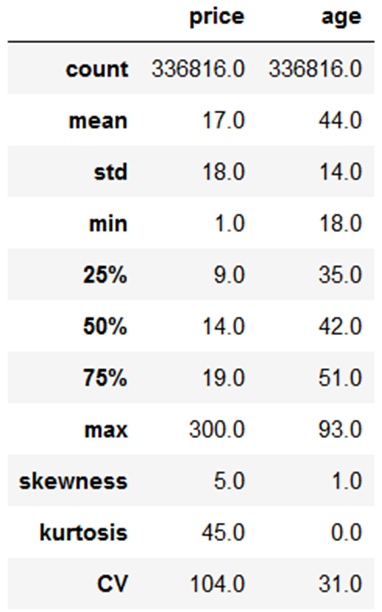 price age
count 336816.0 336816.0
mean 17.0 44.0
std 18.0 14.0
min 1.0 18.0
25% 9.0 35.0
50% 14.0 42.0
75% 19.0 51.0
max 300.0 93.0
skewness 5.0 1.0
kurtosis 45.0 0.0
CV 104.0 31.0